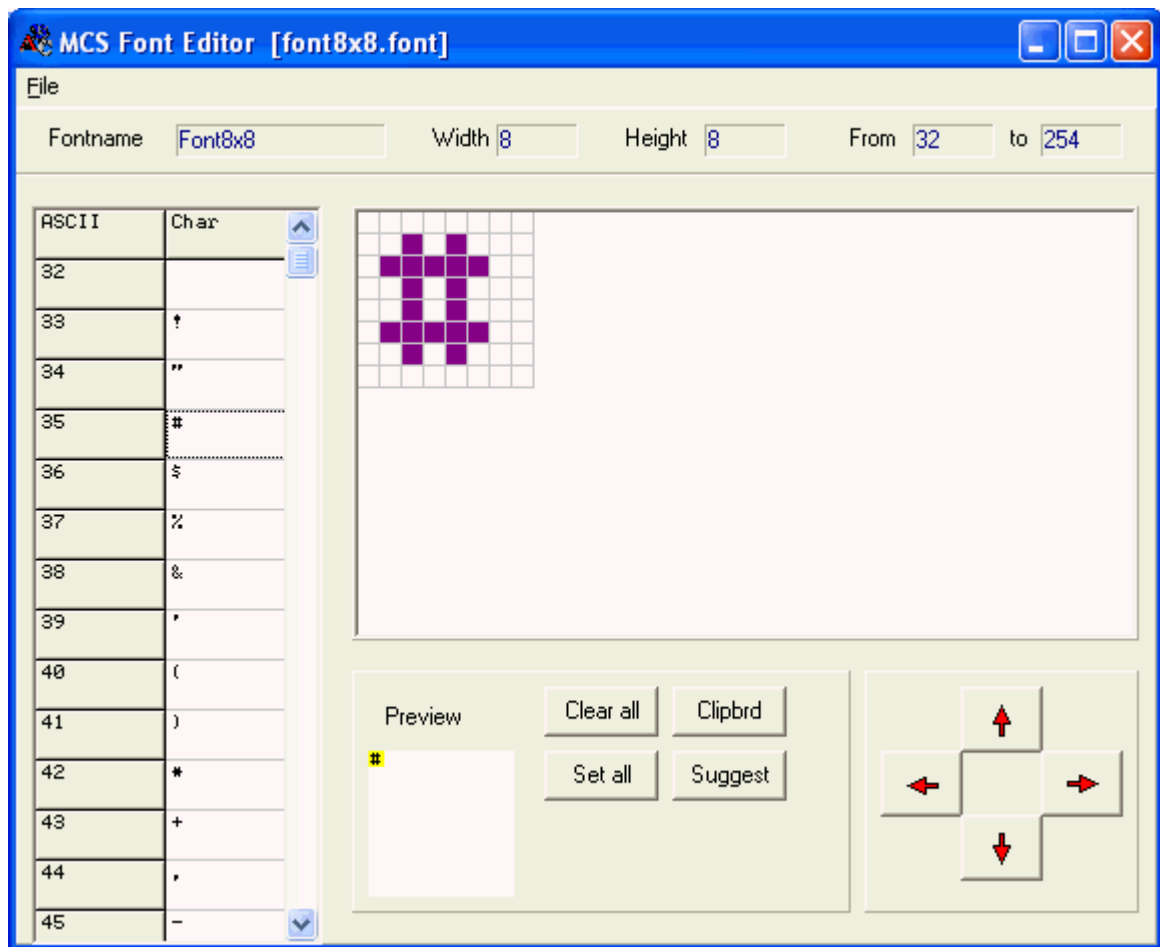 MCS Font Editor [font8x8.font]
File
Fontname Font8x8 Width 8 Height 8 From 32 to 254
ASCII Char
32
33 !
34 "
35 #
36 $
37 %
38 &
39 '
40 (
41 )
42 *
43 +
44 ,
45 -
#
Preview
Clear all Clipbrd
#
Set all Suggest